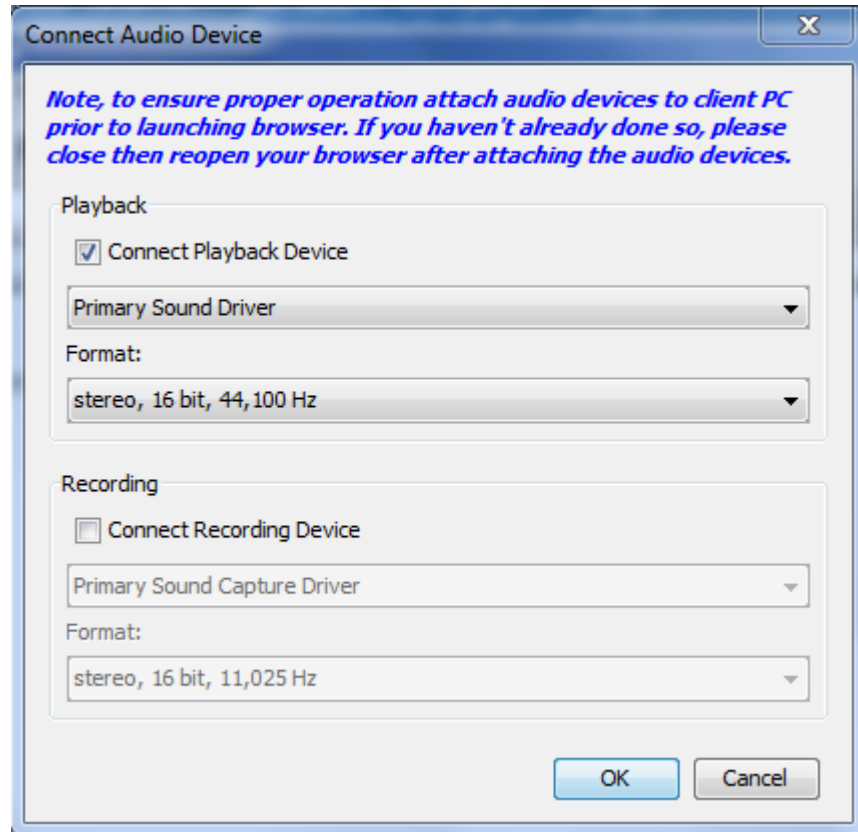 Connect Audio Device
Note, to ensure proper operation attach audio devices to client PC
prior to launching browser. If you haven't already done so, please
close then reopen your browser after attaching the audio devices.
Playback
Connect Playback Device
Primary Sound Driver
Format:
stereo, 16 bit, 44,100 Hz
Recording
Connect Recording Device
Primary Sound Capture Driver
Format:
stereo, 16 bit, 11,025 Hz
OK Cancel